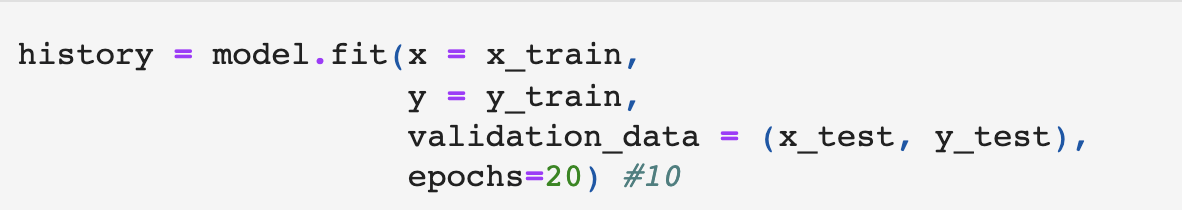 history = model.fit(x = x_train,
y = y_train,
validation_data = (x_test, y_test),
epochs=20) #10